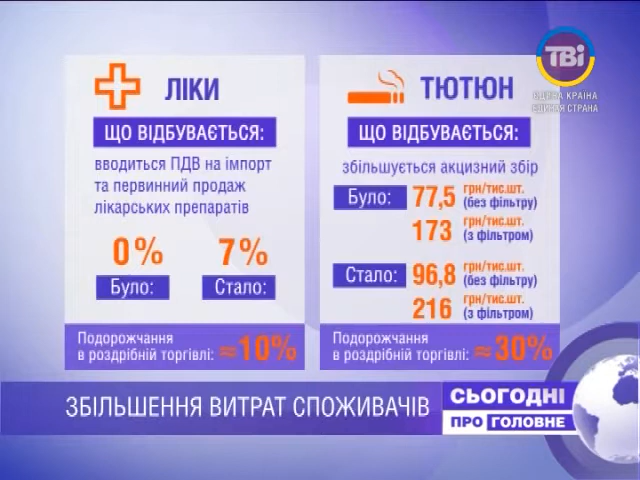 ТВі
ЄДИНА КРАЇНА
ЕДИНАЯ СТРАНА
ЛІКИ
ЩО ВІДБУВАЄТЬСЯ:
вводиться ПДВ на імпорт
та первинний продаж
лікарських препаратів
0% 7%
Було: Стало:
Подорожчання
в роздрібній торгівлі: ≈10%
ТЮТЮН
ЩО ВІДБУВАЄТЬСЯ:
збільшується акцизний збір
Було: 77,5 грн/тис.шт. (без фільтру)
173 грн/тис.шт. (з фільтром)
Стало: 96,8 грн/тис.шт. (без фільтру)
216 грн/тис.шт. (з фільтром)
Подорожчання
в роздрібній торгівлі: ≈30%
ЗБІЛЬШЕННЯ ВИТРАТ СПОЖИВАЧІВ
СЬОГОДНІ
ПРО ГОЛОВНЕ